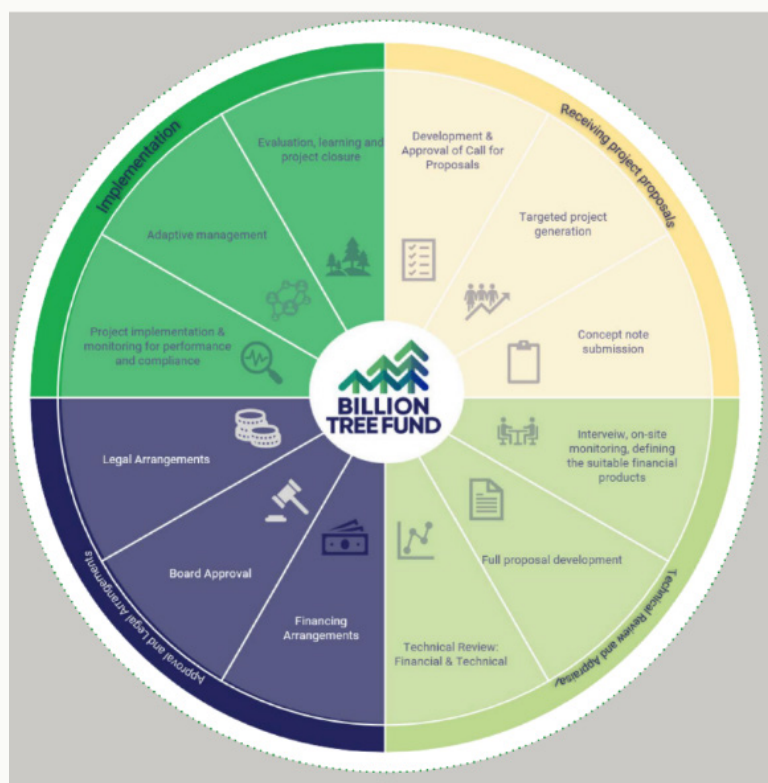 Receiving project proposals
Development &
Approval of Call for
Proposals
Targeted project
generation
Concept note
submission
Technical Review and Appraisal
Interveiw, on-site
monitoring, defining
the suitable financial
products
Full proposal development
Technical Review:
Financial & Technical
Approval and Legal Arrangements
Financing
Arrangements
Board Approval
Legal Arrangements
Implementation
Project implementation &
monitoring for performance
and compliance
Adaptive management
Evaluation, learning and
project closure
BILLION
TREE FUND